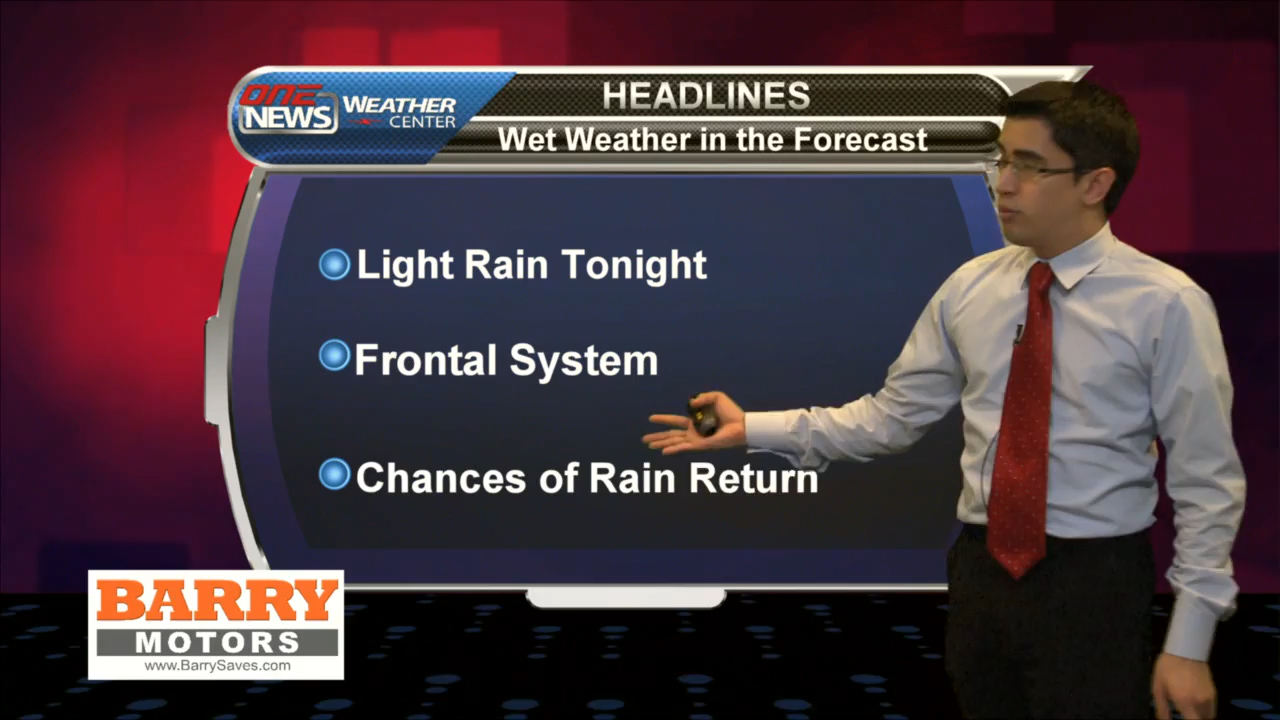 ONE
NEWS
WEATHER
CENTER
HEADLINES
Wet Weather in the Forecast
Light Rain Tonight
Frontal System
Chances of Rain Return
BARRY
MOTORS
www.BarrySaves.com